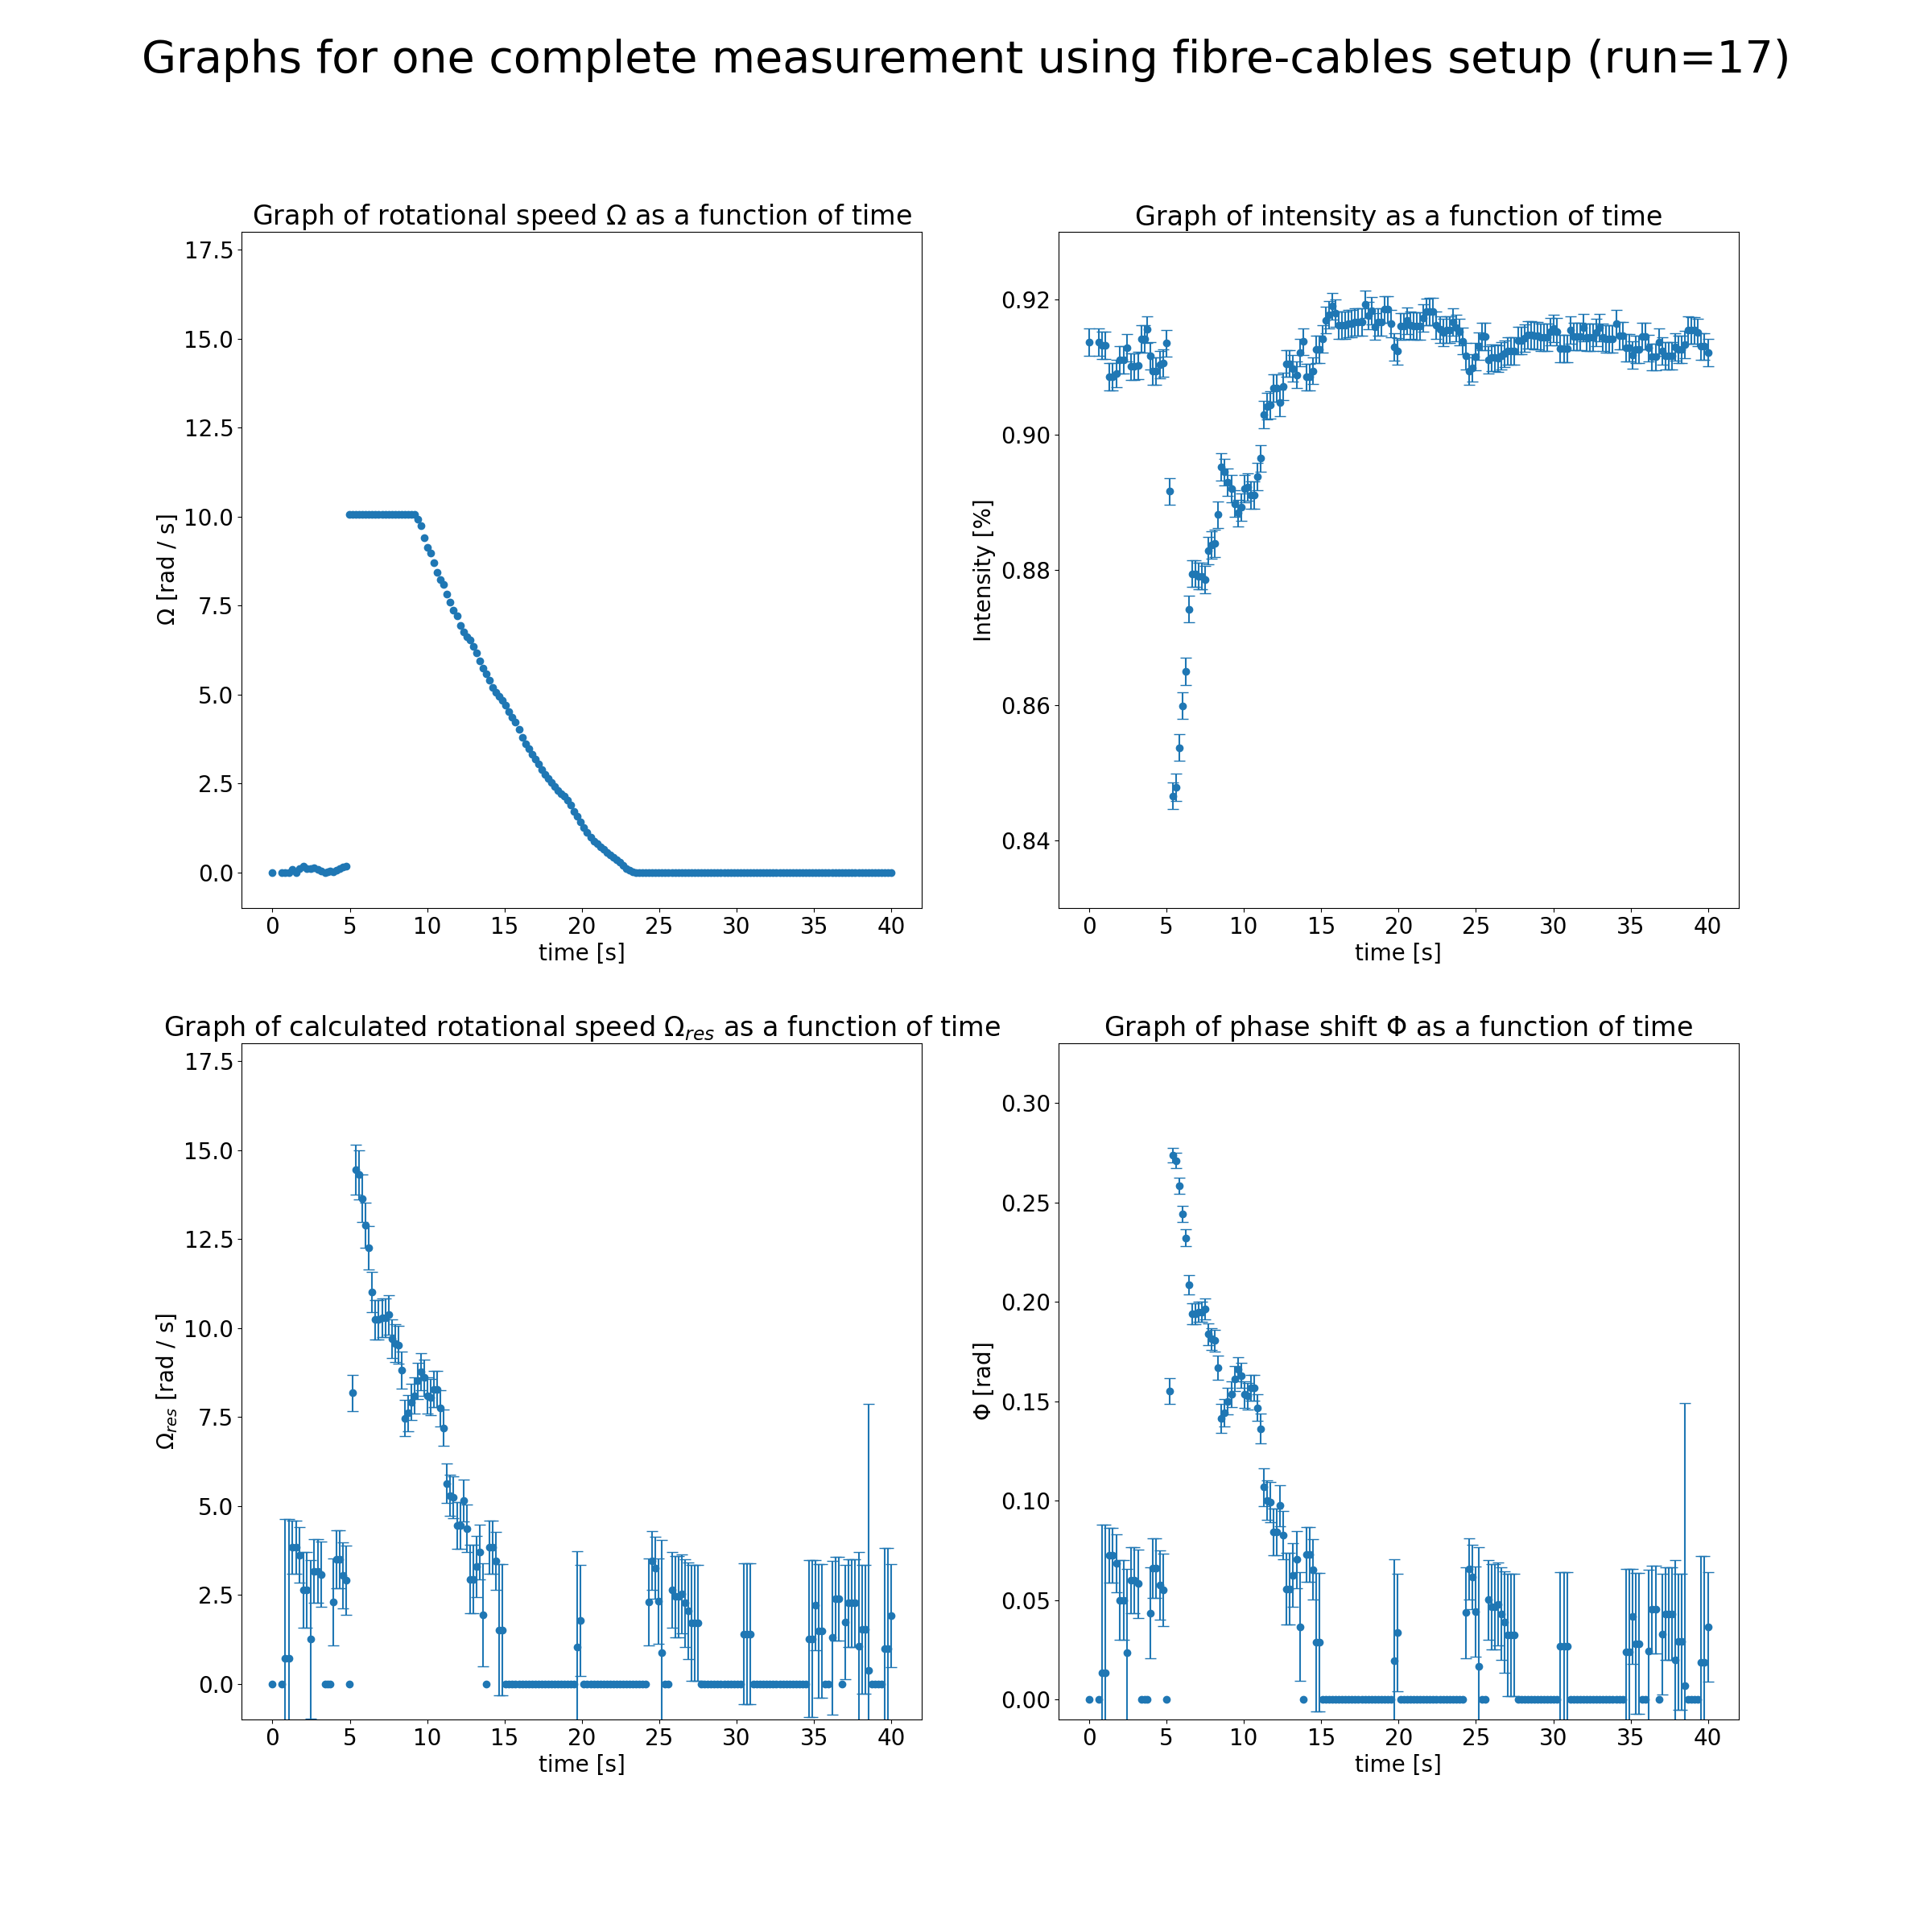 Graphs for one complete measurement using fibre-cables setup (run=17)
Graph of rotational speed Ω as a function of time
17.5
15.0
12.5
10.0
7.5
5.0
2.5
0.0
Ω [rad / s]
0 5 10 15 20 25 30 35 40
time [s]
Graph of intensity as a function of time
0.92
0.90
0.88
0.86
0.84
Intensity [%]
0 5 10 15 20 25 30 35 40
time [s]
Graph of calculated rotational speed Ωres as a function of time
17.5
15.0
12.5
10.0
7.5
5.0
2.5
0.0
Ωres [rad / s]
0 5 10 15 20 25 30 35 40
time [s]
Graph of phase shift Φ as a function of time
0.30
0.25
0.20
0.15
0.10
0.05
0.00
Φ [rad]
0 5 10 15 20 25 30 35 40
time [s]